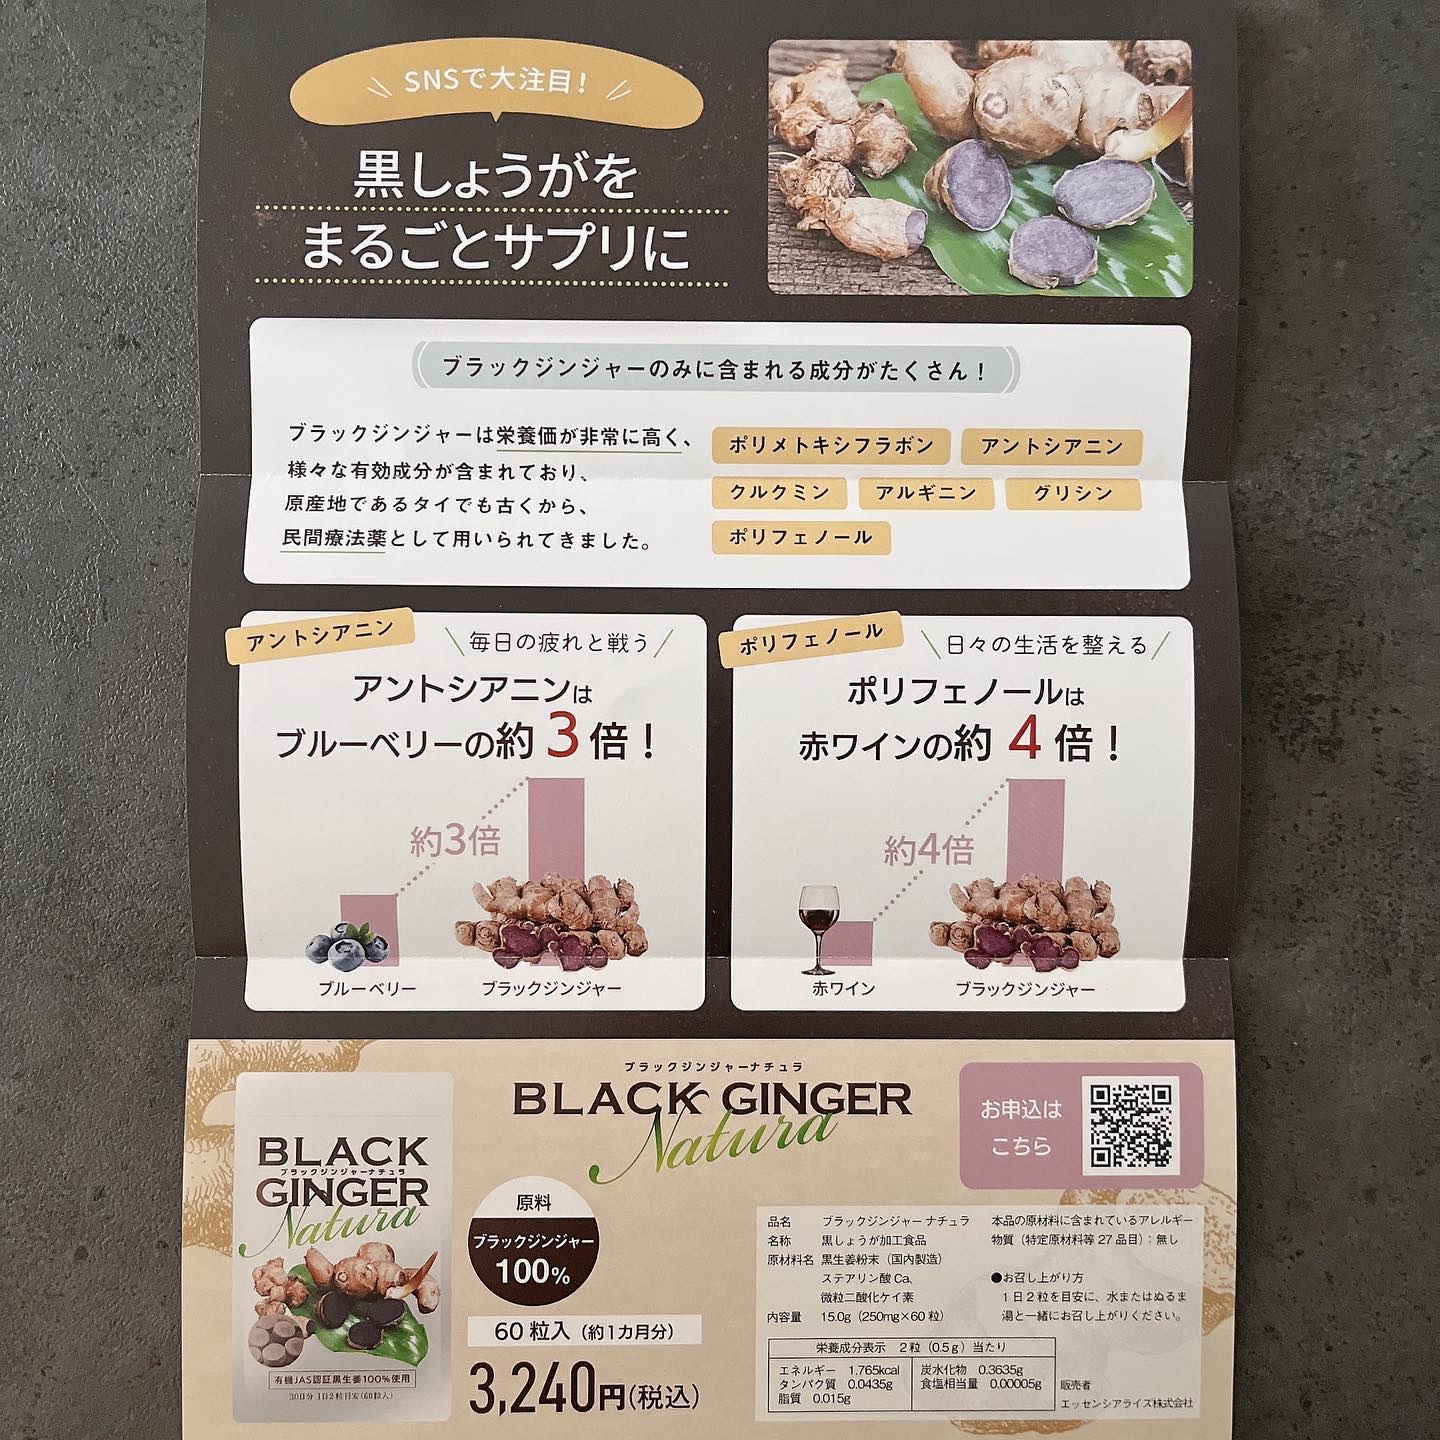 SNSで大注目!
黒しょうがを
まるごとサプリに
ブラックジンジャーのみに含まれる成分がたくさん!
ブラックジンジャーは栄養価が非常に高く、
様々な有効成分が含まれており、
原産地であるタイでも古くから、
民間療法薬として用いられてきました。
ポリメトキシフラボン アントシアニン
クルクミン アルギニン グリシン
ポリフェノール
アントシアニン
毎日の疲れと戦う
アントシアニンは
ブルーベリーの約3倍!
約3倍
ブルーベリー
ブラックジンジャー
ポリフェノール
日々の生活を整える
ポリフェノールは
赤ワインの約4倍!
約4倍
赤ワイン
ブラックジンジャー
BLACK
ブラックジンジャーナチュラ
GINGER
Natura
有機JAS認証黒生姜100%使用
30日分 1日2粒目安(60粒入)
ブラックジンジャーナチュラ
BLACK GINGER
Natura
お申込は
こちら
原料
ブラックジンジャー
100%
60粒入(約1カ月分)
3,240円(税込)
品名 ブラックジンジャー ナチュラ
名称 黒しょうが加工食品
原材料名 黒生姜粉末(国内製造)
ステアリン酸Ca、
微粒二酸化ケイ素
内容量 15.0g(250mg×60粒)
本品の原材料に含まれているアレルギー
物質(特定原材料等27品目):無し
●お召し上がり方
1日2粒を目安に、水またはぬるま
湯と一緒にお召し上がりください。
栄養成分表示 2粒(0.5g)当たり
エネルギー 1.765kcal
タンパク質 0.0435g
脂質 0.015g
炭水化物 0.3635g
食塩相当量 0.00005g
販売者
エッセンシアライズ株式会社